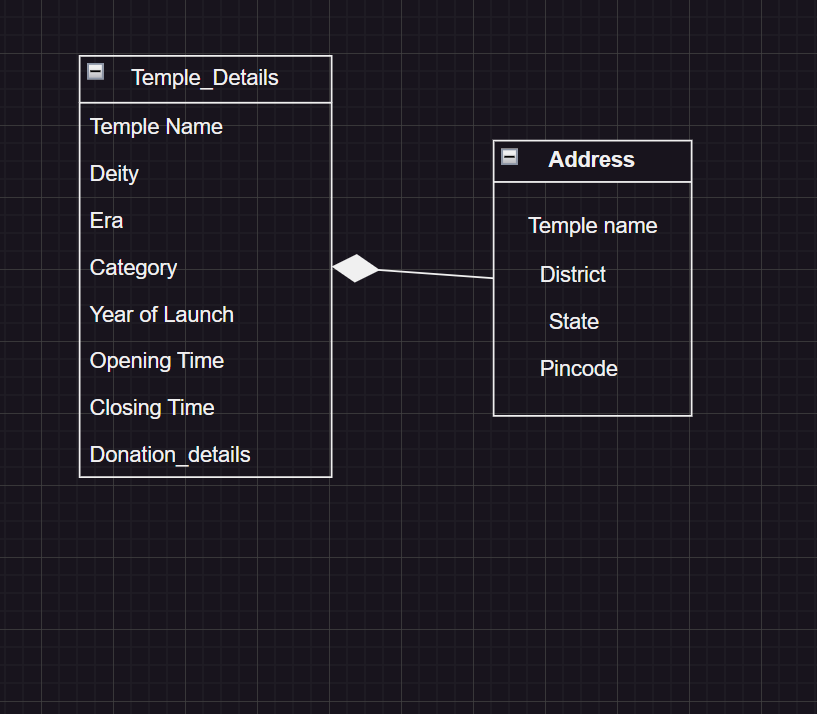 Temple_Details
Temple Name
Deity
Era
Category
Year of Launch
Opening Time
Closing Time
Donation_details
Address
Temple name
District
State
Pincode